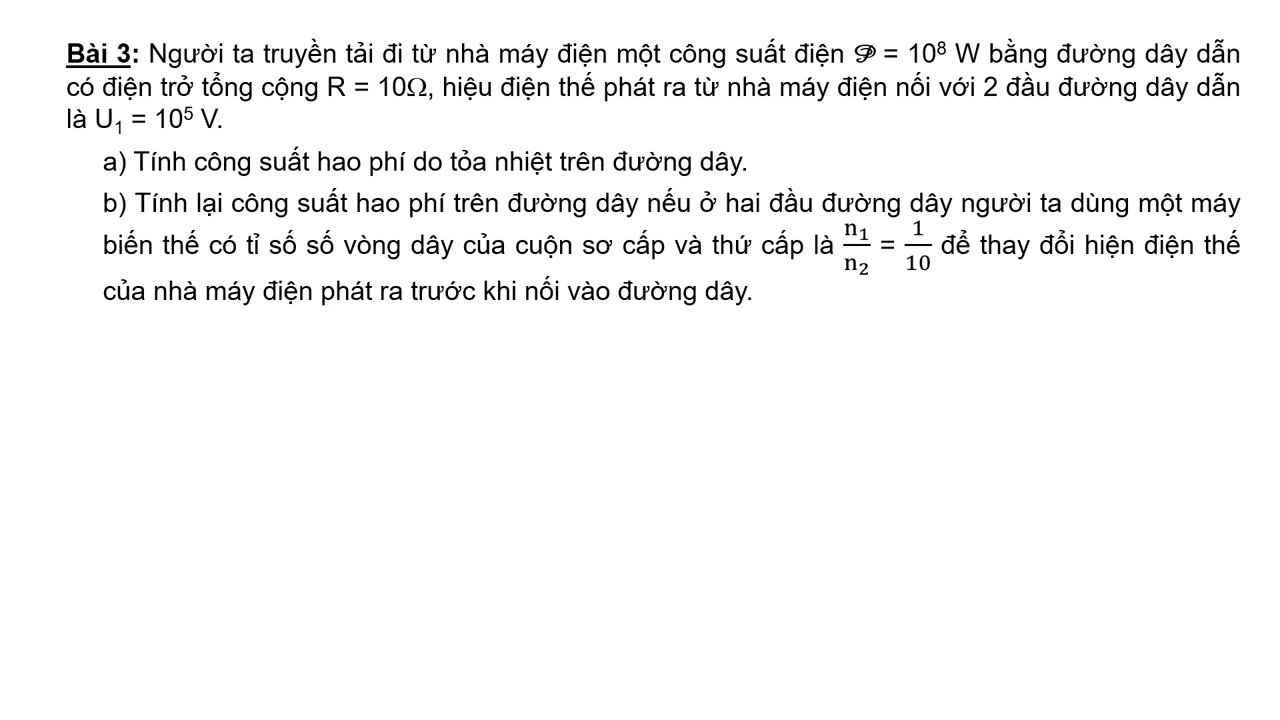 Bài 3: Người ta truyền tải đi từ nhà máy điện một công suất điện 𝒫 = 10⁸ W bằng đường dây dẫn
có điện trở tổng cộng R = 10Ω, hiệu điện thế phát ra từ nhà máy điện nối với 2 đầu đường dây dẫn
là U₁ = 10⁵ V.
a) Tính công suất hao phí do tỏa nhiệt trên đường dây.
b) Tính lại công suất hao phí trên đường dây nếu ở hai đầu đường dây người ta dùng một máy
biến thế có tỉ số số vòng dây của cuộn sơ cấp và thứ cấp là n₁/n₂ = 1/10 để thay đổi hiện điện thế
của nhà máy điện phát ra trước khi nối vào đường dây.